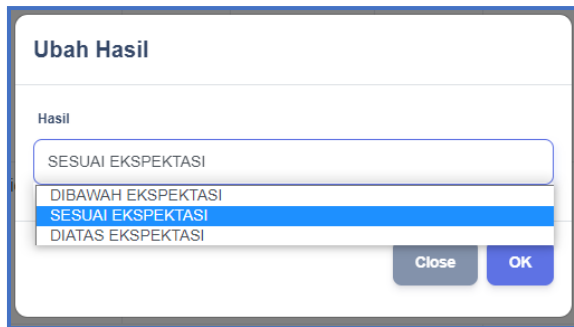 Ubah Hasil
Hasil
SESUAI EKSPEKTASI
DIBAWAH EKSPEKTASI
SESUAI EKSPEKTASI
DIATAS EKSPEKTASI
Close OK